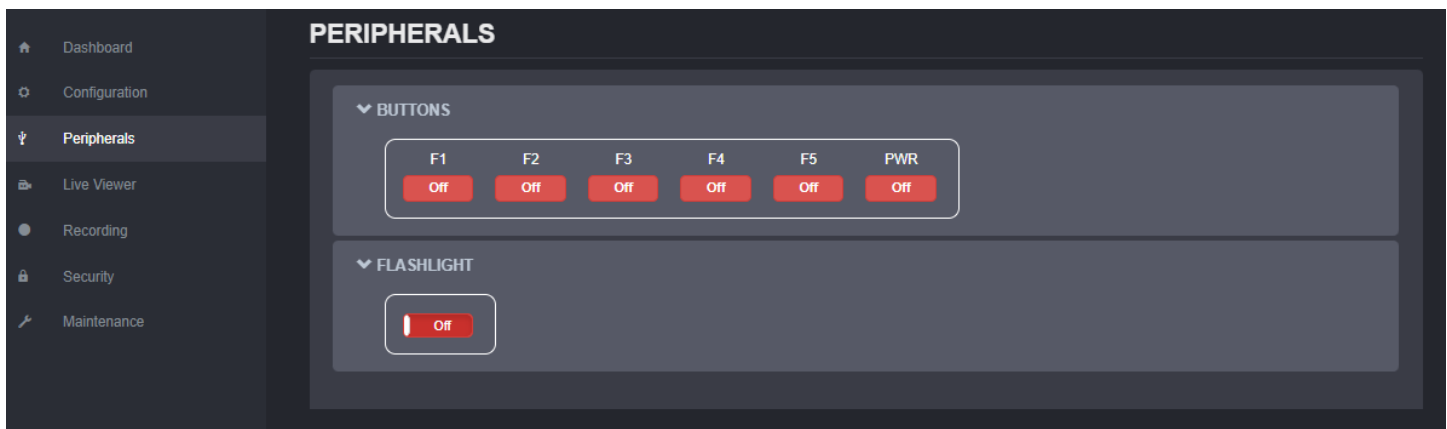 Dashboard
Configuration
Peripherals
Live Viewer
Recording
Security
Maintenance
PERIPHERALS
BUTTONS
F1 F2 F3 F4 F5 PWR
Off Off Off Off Off Off
FLASHLIGHT
Off